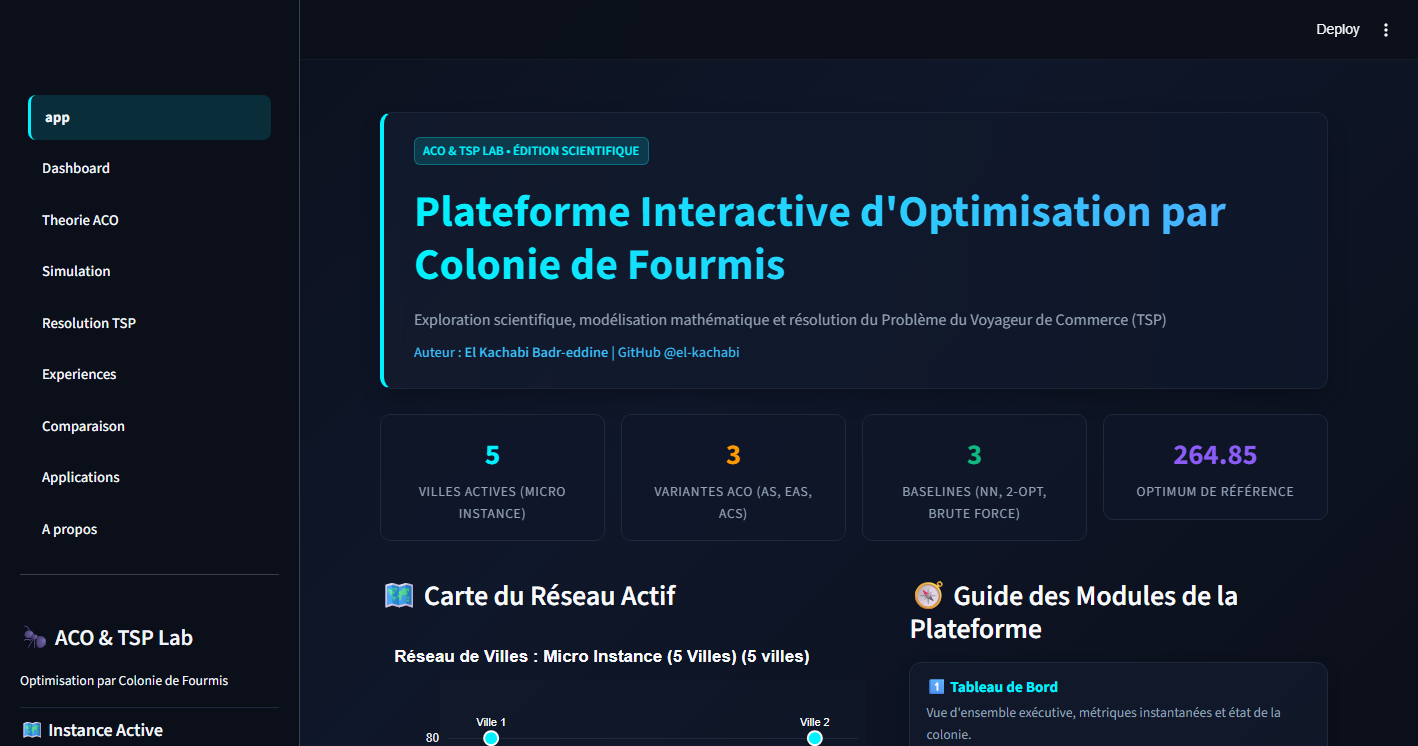 Deploy
app
Dashboard
Theorie ACO
Simulation
Resolution TSP
Experiences
Comparaison
Applications
A propos
ACO & TSP Lab
Optimisation par Colonie de Fourmis
Instance Active
ACO & TSP LAB • ÉDITION SCIENTIFIQUE
Plateforme Interactive d'Optimisation par
Colonie de Fourmis
Exploration scientifique, modélisation mathématique et résolution du Problème du Voyageur de Commerce (TSP)
Auteur : El Kachabi Badr-eddine | GitHub @el-kachabi
5
VILLES ACTIVES (MICRO
INSTANCE)
3
VARIANTES ACO (AS, EAS,
ACS)
3
BASELINES (NN, 2-OPT,
BRUTE FORCE)
264.85
OPTIMUM DE RÉFÉRENCE
Carte du Réseau Actif
Réseau de Villes : Micro Instance (5 Villes) (5 villes)
Ville 1
Ville 2
80
Guide des Modules de la
Plateforme
1 Tableau de Bord
Vue d'ensemble exécutive, métriques instantanées et état de la
colonie.